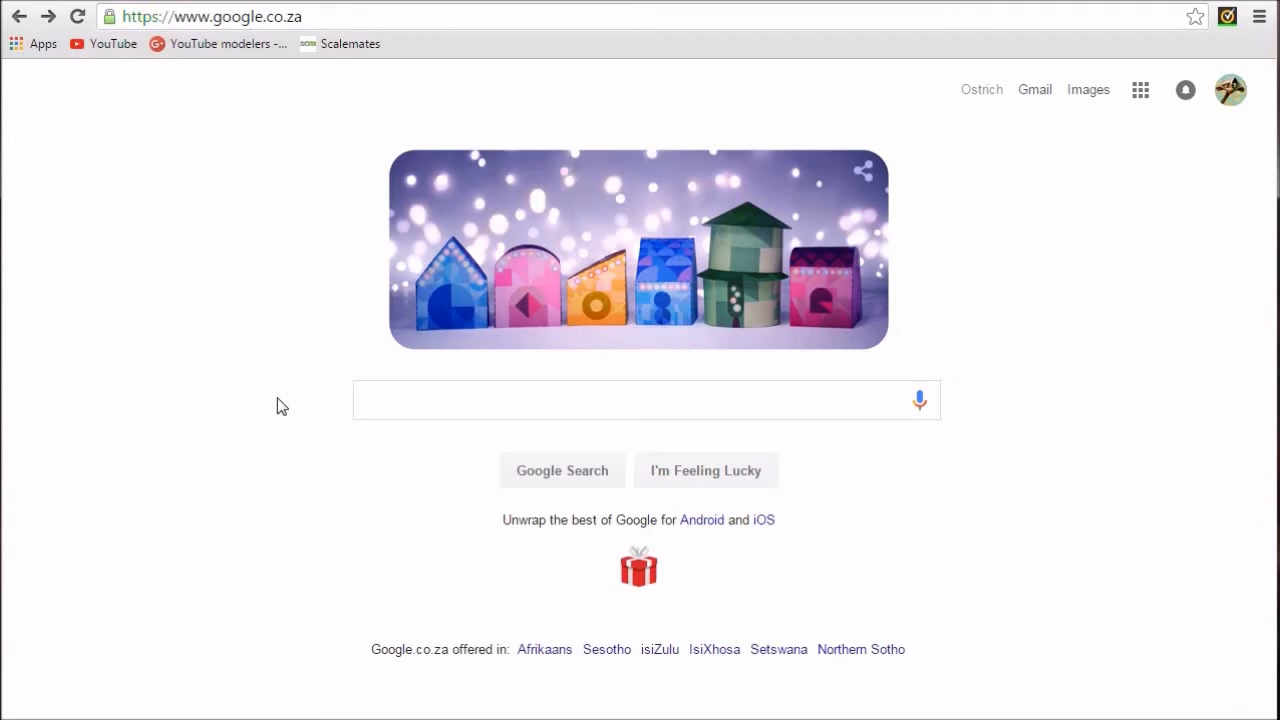 https://www.google.co.za
Apps YouTube YouTube modelers -... scm Scalemates
Ostrich Gmail Images
Google Search I'm Feeling Lucky
Unwrap the best of Google for Android and iOS
Google.co.za offered in: Afrikaans Sesotho isiZulu IsiXhosa Setswana Northern Sotho